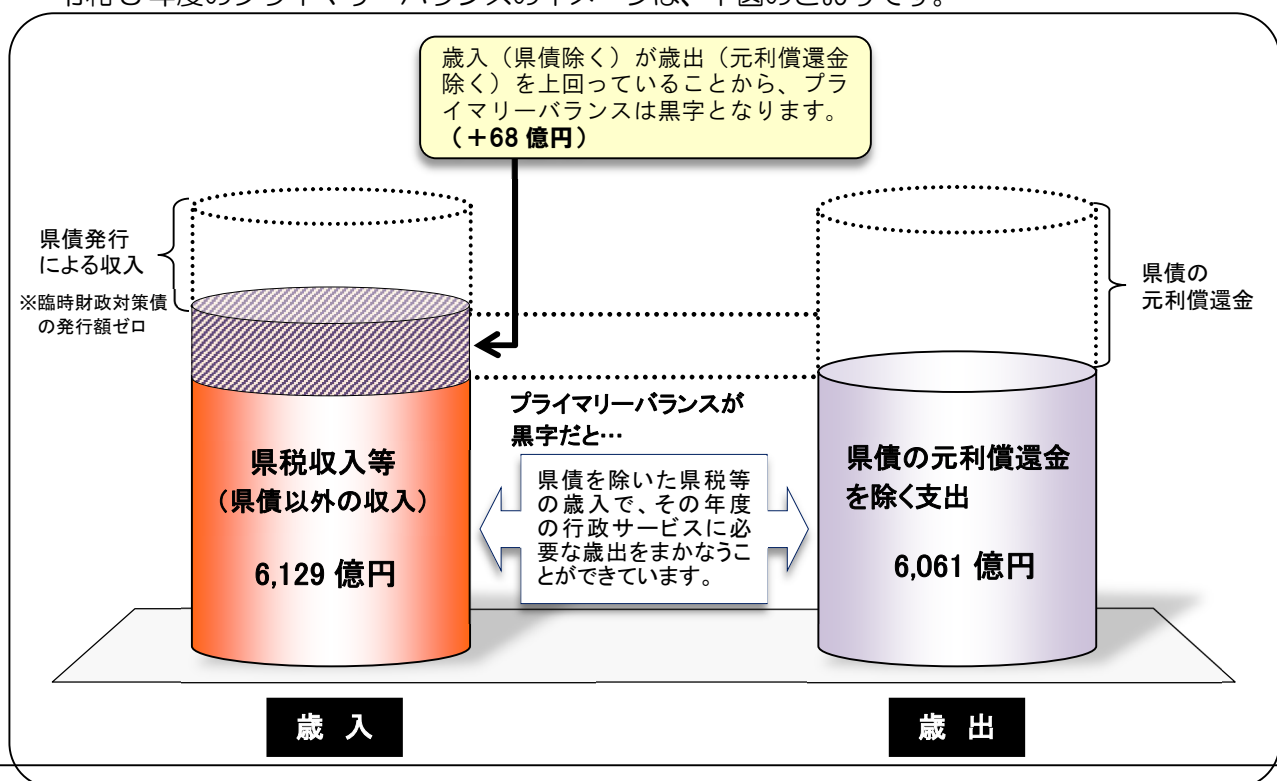 歳入（県債除く）が歳出（元利償還金
除く）を上回っていることから、プラ
イマリーバランスは黒字となります。
（＋68 億円）
県債発行
による収入
※臨時財政対策債
の発行額ゼロ
県債の
元利償還金
プライマリーバランスが
黒字だと…
県税収入等
（県債以外の収入）
6,129 億円
県債を除いた県税等
の歳入で、その年度
の行政サービスに必
要な歳出をまかなうこ
とができています。
県債の元利償還金
を除く支出
6,061 億円
歳 入
歳 出